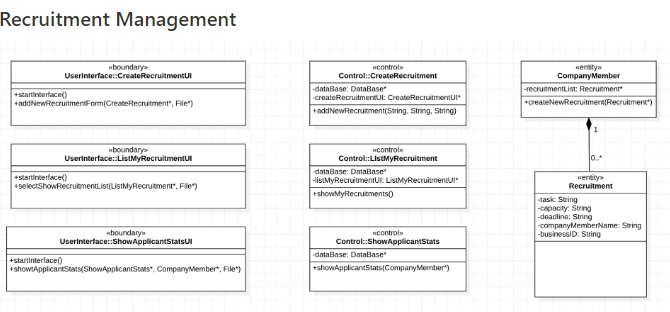 Recruitment Management
«boundary»
UserInterface::CreateRecruitmentUI
+startInterface()
+addNewRecruitmentForm(CreateRecruitment*, File*)
«control»
Control::CreateRecruitment
-dataBase: DataBase*
-createRecruitmentUI: CreateRecruitmentUI*
+addNewRecruitment(String, String, String)
«entity»
CompanyMember
-recruitmentList: Recruitment*
+createNewRecruitment(Recruitment*)
1
0..*
«boundary»
UserInterface::ListMyRecruitmentUI
+startInterface()
+selectShowRecruitmentList(ListMyRecruitment*, File*)
«control»
Control::LIstMyRecruitment
-dataBase: DataBase*
-listMyRecruitmentUI: ListMyRecruitmentUI*
+showMyRecruitments()
«entity»
Recruitment
-task: String
-capacity: String
-deadline: String
-companyMemberName: String
-businessID: String
«boundary»
UserInterface::ShowApplicantStatsUI
+startInterface()
+showtApplicantStats(ShowApplicantStats*, CompanyMember*, File*)
«control»
Control::ShowApplicantStats
-dataBase: DataBase*
+showApplicantStats(CompanyMember*)